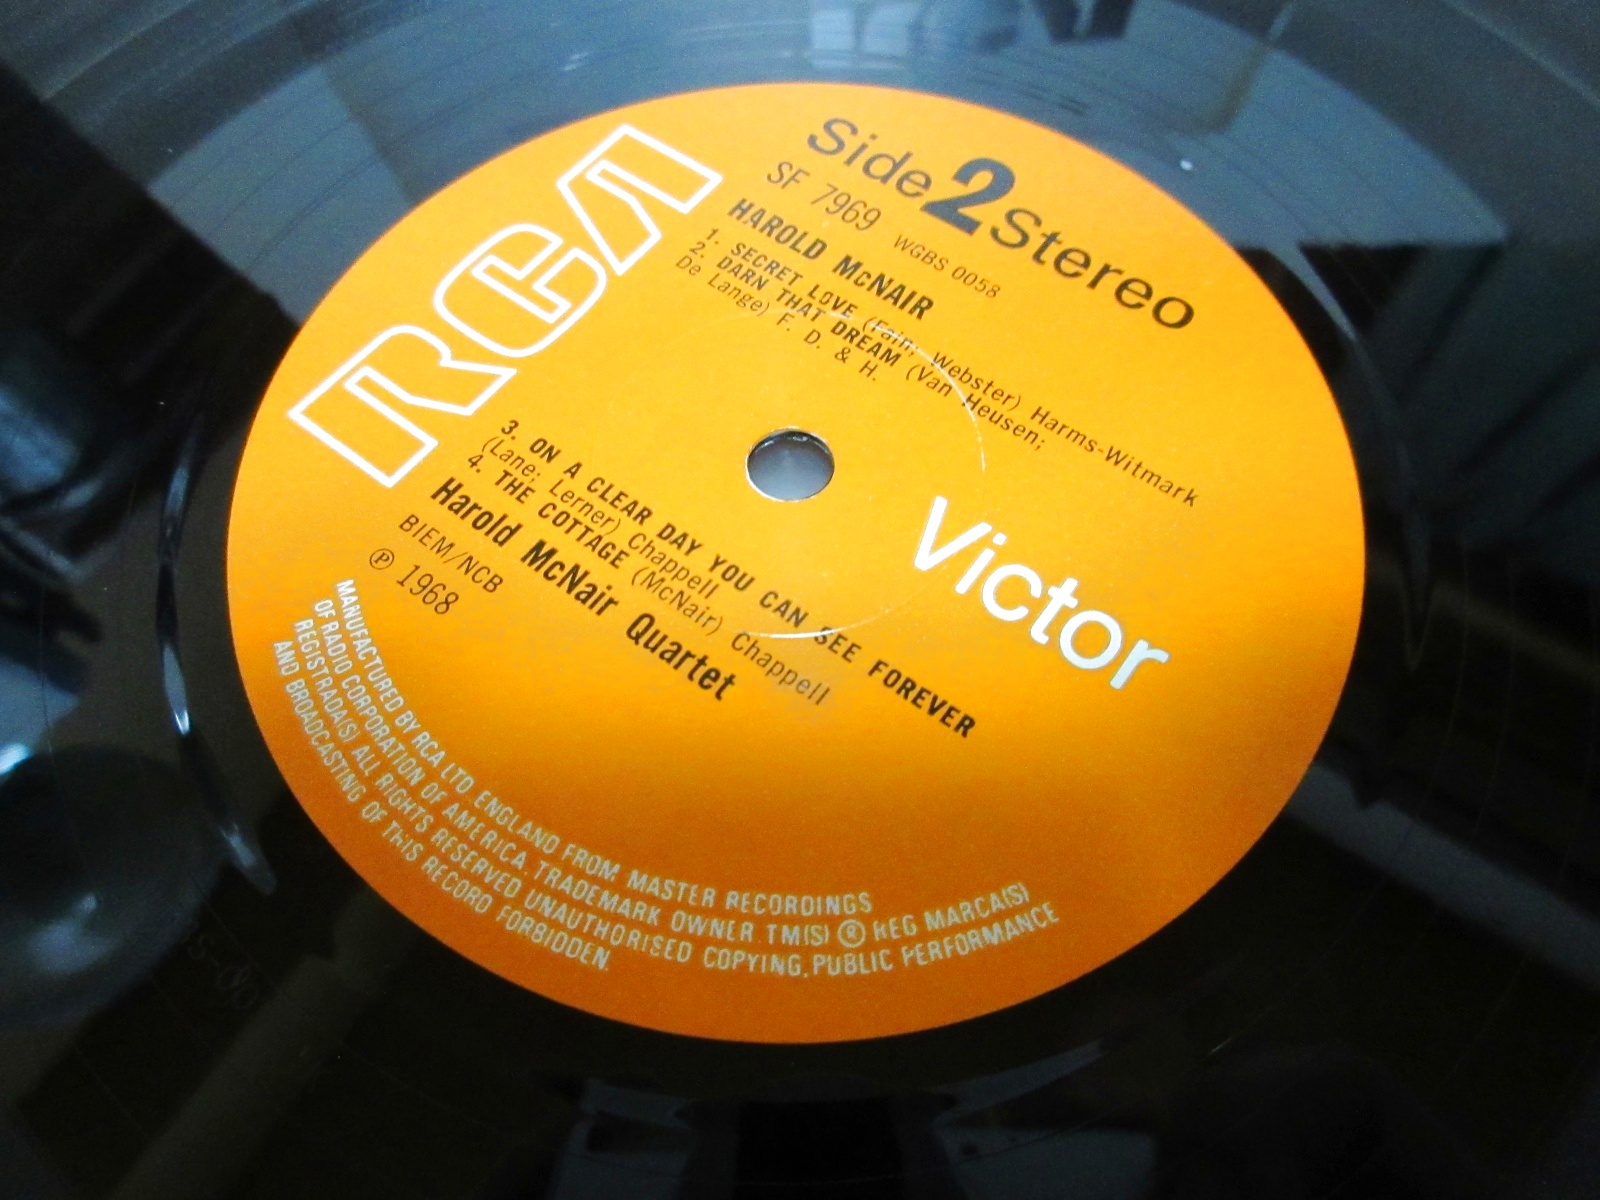 RCA
Side 2 Stereo
SF 7969 WGBS 0058
HAROLD McNAIR
1. SECRET LOVE (Fain; Webster) Harms-Witmark
2. DARN THAT DREAM (Van Heusen;
De Lange) F. D. & H.
Victor
3. ON A CLEAR DAY YOU CAN SEE FOREVER
(Lane; Lerner) Chappell
4. THE COTTAGE (McNair) Chappell
Harold McNair Quartet
BIEM/NCB
℗ 1968
MANUFACTURED BY RCA LTD ENGLAND FROM MASTER RECORDINGS
OF RADIO CORPORATION OF AMERICA. TRADEMARK OWNER TM(S) ® REG MARCA(S)
REGISTRADA(S) ALL RIGHTS RESERVED UNAUTHORISED COPYING, PUBLIC PERFORMANCE
AND BROADCASTING OF THIS RECORD FORBIDDEN.